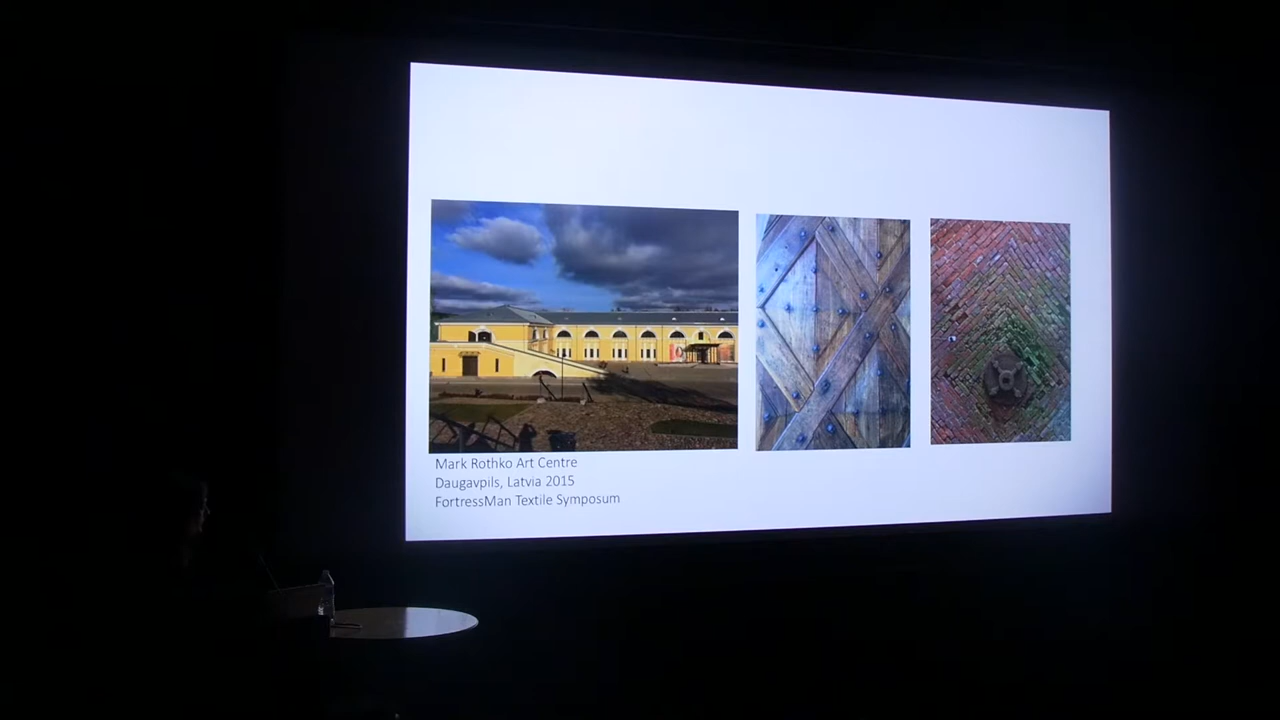 Mark Rothko Art Centre
Daugavpils, Latvia 2015
FortressMan Textile Symposum